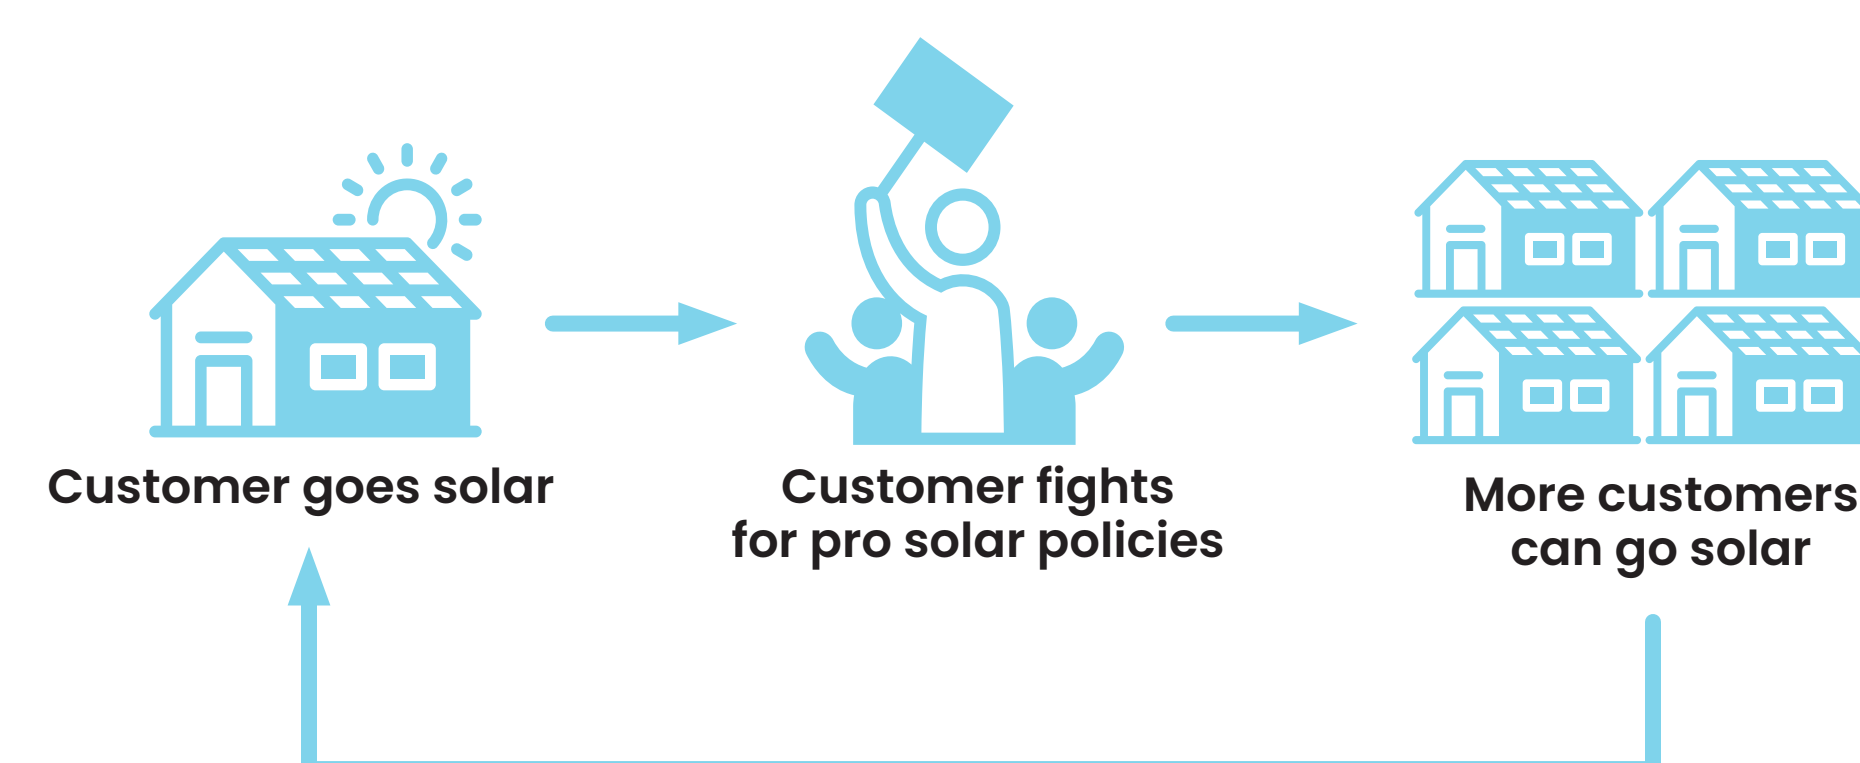 Customer goes solar
Customer fights
for pro solar policies
More customers
can go solar